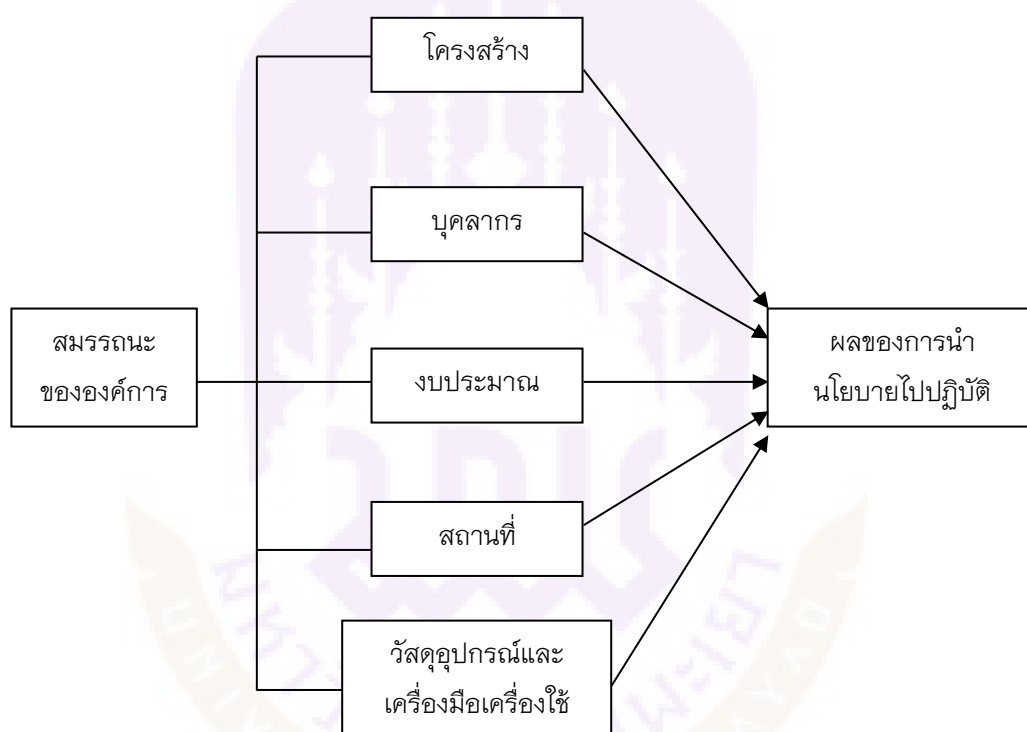 โครงสร้าง
บุคลากร
สมรรถนะ
ขององค์การ
งบประมาณ
ผลของการนำ
นโยบายไปปฏิบัติ
สถานที่
วัสดุอุปกรณ์และ
เครื่องมือเครื่องใช้